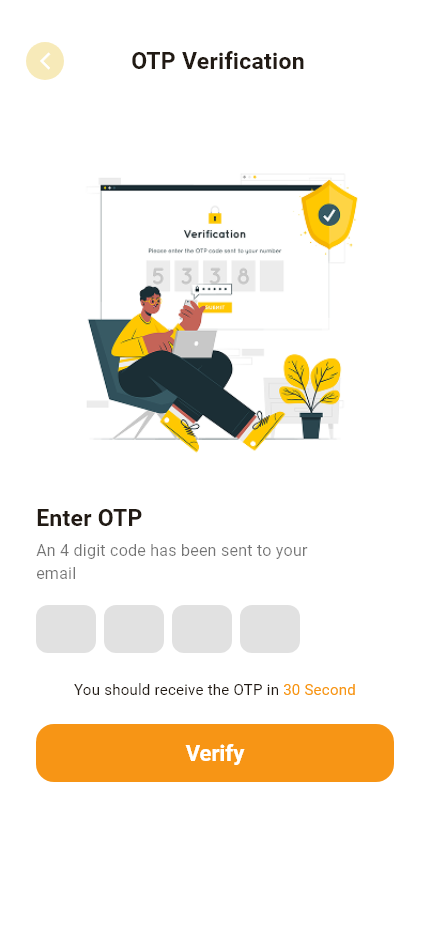 OTP Verification
Verification
Please enter the OTP code sent to your number
5 3 3 8
SUBMIT
Enter OTP
An 4 digit code has been sent to your
email
You should receive the OTP in 30 Second
Verify